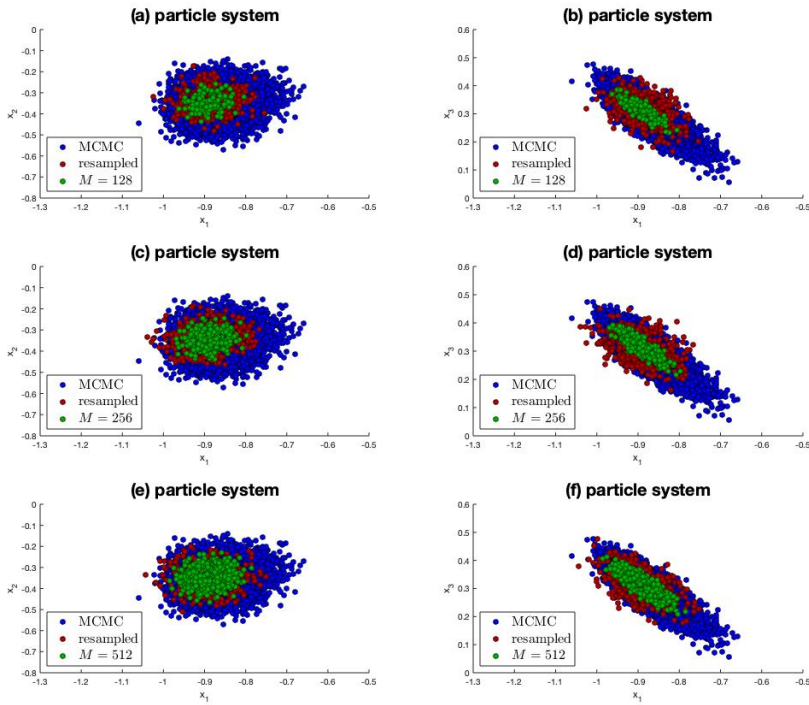 (a) particle system
0
-0.1
-0.2
-0.3
-0.4
-0.5
-0.6
-0.7
-0.8
x2
MCMC
resampled
M = 128
-1.3 -1.2 -1.1 -1 -0.9 -0.8 -0.7 -0.6 -0.5
x1
(b) particle system
0.6
0.5
0.4
0.3
0.2
0.1
0
x3
MCMC
resampled
M = 128
-1.3 -1.2 -1.1 -1 -0.9 -0.8 -0.7 -0.6 -0.5
x1
(c) particle system
0
-0.1
-0.2
-0.3
-0.4
-0.5
-0.6
-0.7
-0.8
x2
MCMC
resampled
M = 256
-1.3 -1.2 -1.1 -1 -0.9 -0.8 -0.7 -0.6 -0.5
x1
(d) particle system
0.6
0.5
0.4
0.3
0.2
0.1
0
x3
MCMC
resampled
M = 256
-1.3 -1.2 -1.1 -1 -0.9 -0.8 -0.7 -0.6 -0.5
x1
(e) particle system
0
-0.1
-0.2
-0.3
-0.4
-0.5
-0.6
-0.7
-0.8
x2
MCMC
resampled
M = 512
-1.3 -1.2 -1.1 -1 -0.9 -0.8 -0.7 -0.6 -0.5
x1
(f) particle system
0.6
0.5
0.4
0.3
0.2
0.1
0
x3
MCMC
resampled
M = 512
-1.3 -1.2 -1.1 -1 -0.9 -0.8 -0.7 -0.6 -0.5
x1